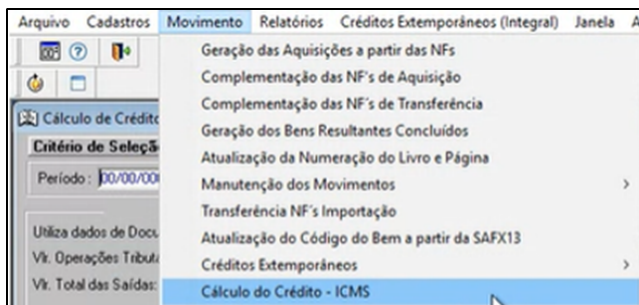 Arquivo Cadastros Movimento Relatórios Créditos Extemporâneos (Integral) Janela
Geração das Aquisições a partir das NFs
Complementação das NF's de Aquisição
Complementação das NF's de Transferência
Cálculo de Crédito
Geração dos Bens Resultantes Concluídos
Critério de Seleçã
Atualização da Numeração do Livro e Página
Período: 00/00/00
Manutenção dos Movimentos >
Transferência NF's Importação
Utiliza dados de Docu
Atualização do Código do Bem a partir da SAFX13
Vlr. Operações Tributa
Créditos Extemporâneos >
Vlr. Total das Saídas:
Cálculo do Crédito - ICMS